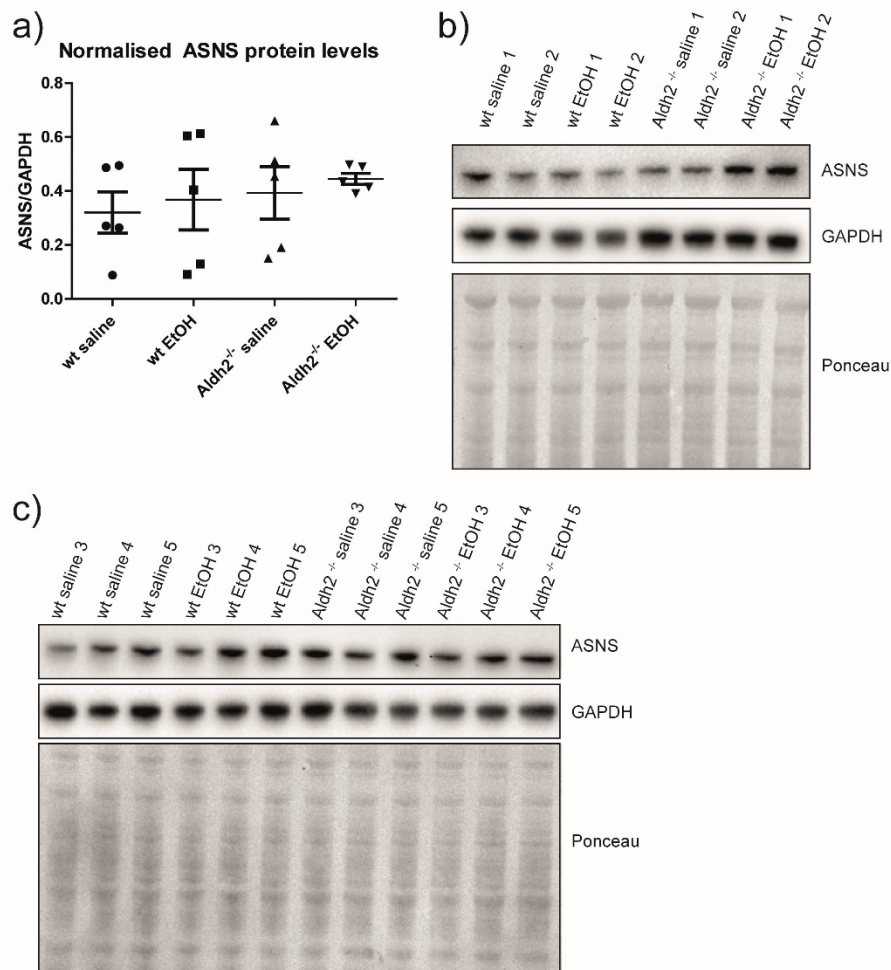 a)
Normalised ASNS protein levels
ASNS/GAPDH
0.8
0.6
0.4
0.2
0.0
wt saline
wt EtOH
Aldh2-/- saline
Aldh2-/- EtOH
b)
wt saline 1
wt saline 2
wt EtOH 1
wt EtOH 2
Aldh2 -/- saline 1
Aldh2 -/- saline 2
Aldh2 -/- EtOH 1
Aldh2 -/- EtOH 2
ASNS
GAPDH
Ponceau
c)
wt saline 3
wt saline 4
wt saline 5
wt EtOH 3
wt EtOH 4
wt EtOH 5
Aldh2 -/- saline 3
Aldh2 -/- saline 4
Aldh2 -/- saline 5
Aldh2 -/- EtOH 3
Aldh2 -/- EtOH 4
Aldh2 -/- EtOH 5
ASNS
GAPDH
Ponceau